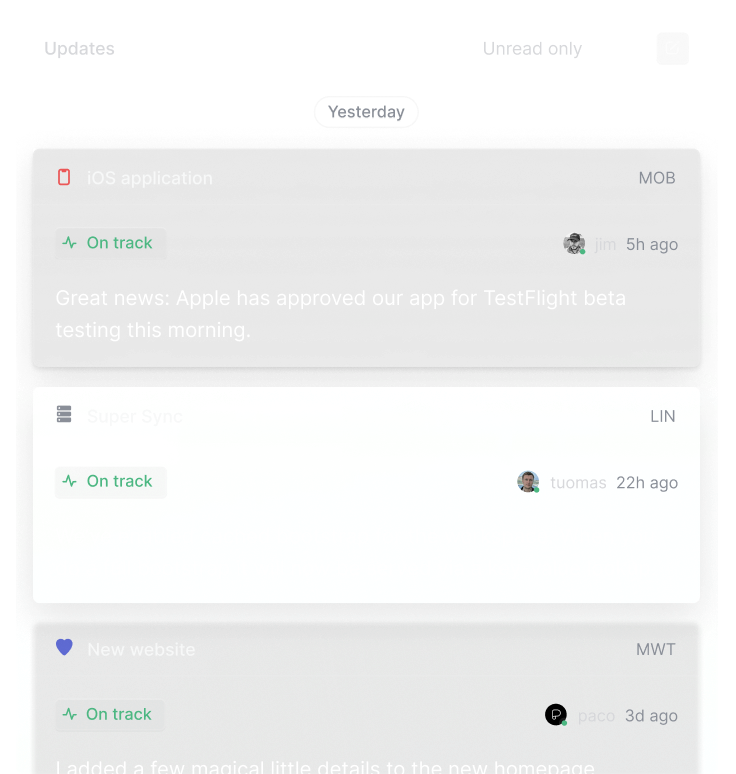 Updates
Unread only
Yesterday
iOS application
MOB
On track
jim 5h ago
Great news: Apple has approved our app for TestFlight beta
testing this morning.
Super Sync
LIN
On track
tuomas 22h ago
New website
MWT
On track
paco 3d ago
I added a few magical little details to the new homepage